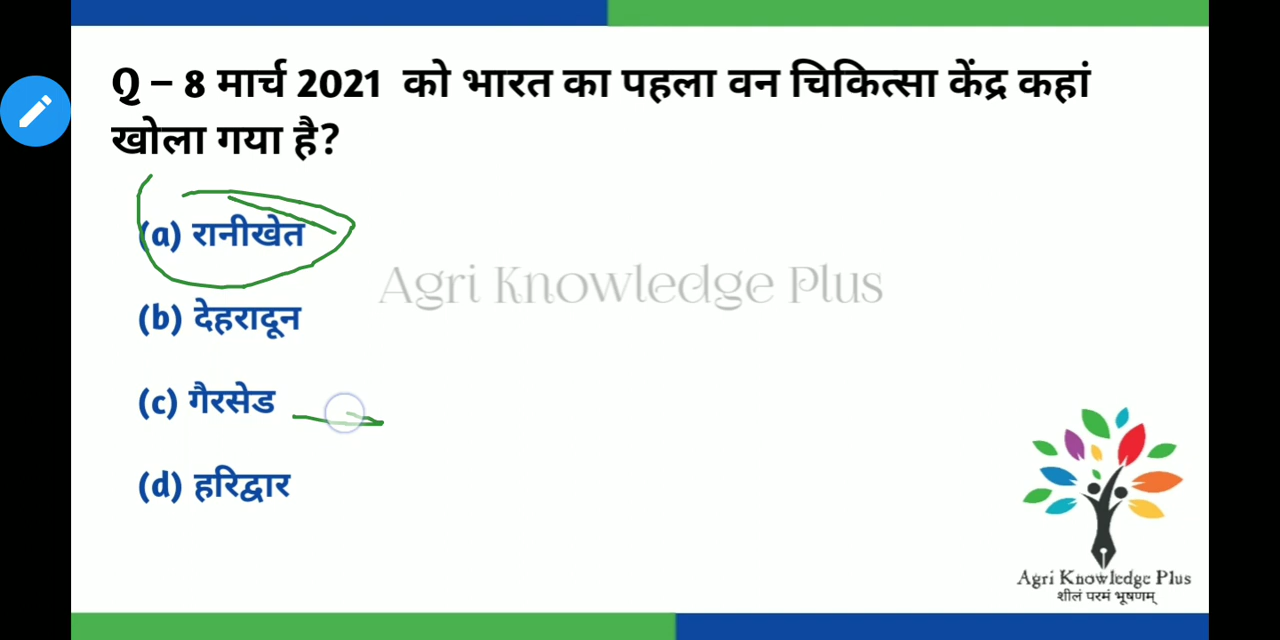 Q – 8 मार्च 2021 को भारत का पहला वन चिकित्सा केंद्र कहां
खोला गया है?
(a) रानीखेत
Agri Knowledge Plus
(b) देहरादून
(c) गैरसेड
(d) हरिद्वार
Agri Knowledge Plus
शीलं परमं भूषणम्